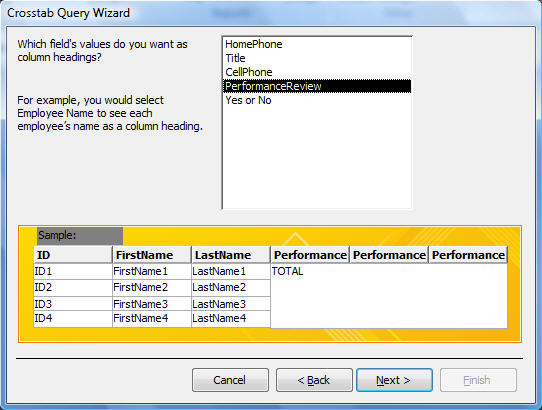 Crosstab Query Wizard
Which field's values do you want as
column headings?
For example, you would select
Employee Name to see each
employee's name as a column heading.
HomePhone
Title
CellPhone
PerformanceReview
Yes or No
Sample:
ID FirstName LastName Performance Performance Performance
ID1 FirstName1 LastName1 TOTAL
ID2 FirstName2 LastName2
ID3 FirstName3 LastName3
ID4 FirstName4 LastName4
Cancel < Back Next > Finish